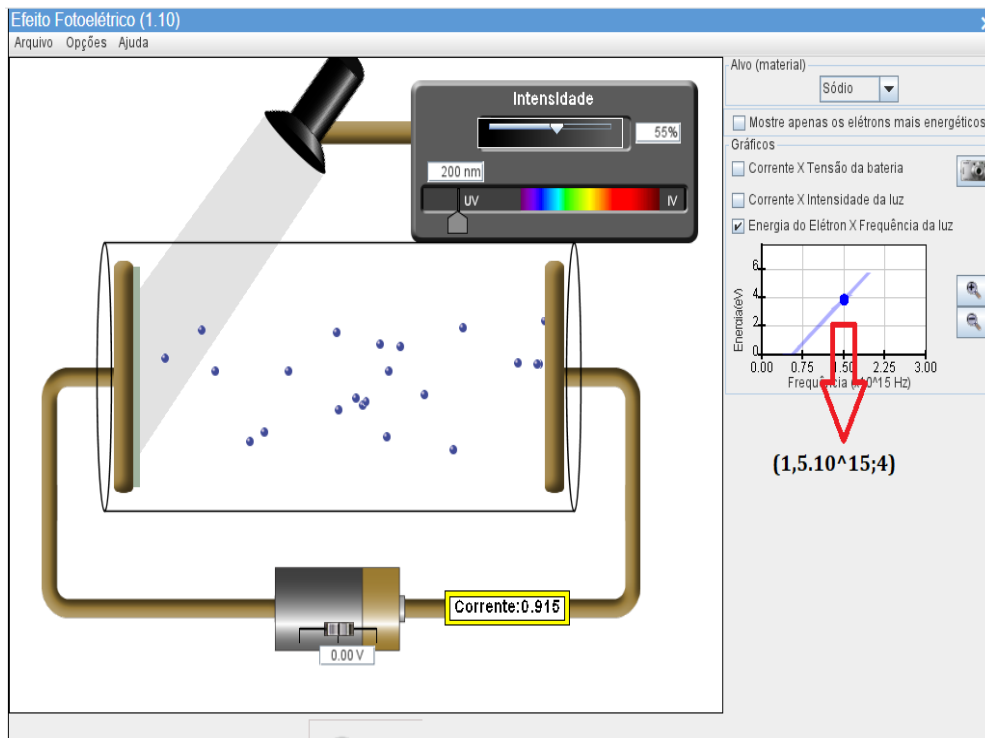 Efeito Fotoelétrico (1.10)
Arquivo Opções Ajuda
Intensidade
55%
200 nm
UV
IV
Corrente:0.915
0.00 V
Alvo (material)
Sódio
Mostre apenas os elétrons mais energéticos
Gráficos
Corrente X Tensão da bateria
Corrente X Intensidade da luz
Energia do Elétron X Frequência da luz
Energia(eV)
6
4
2
0
0.00 0.75 1.50 2.25 3.00
Frequência (x10^15 Hz)
(1,5.10^15;4)